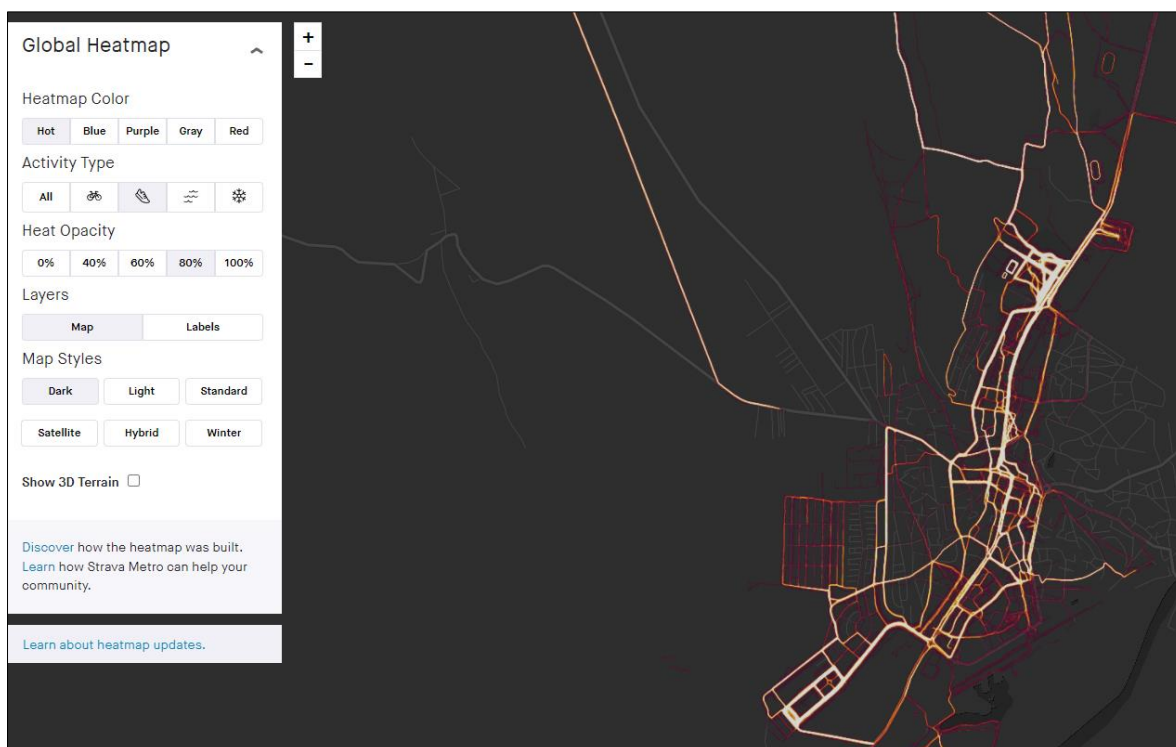 Global Heatmap
+
−
Heatmap Color
Hot Blue Purple Gray Red
Activity Type
All
Heat Opacity
0% 40% 60% 80% 100%
Layers
Map Labels
Map Styles
Dark Light Standard
Satellite Hybrid Winter
Show 3D Terrain
Discover how the heatmap was built.
Learn how Strava Metro can help your
community.
Learn about heatmap updates.